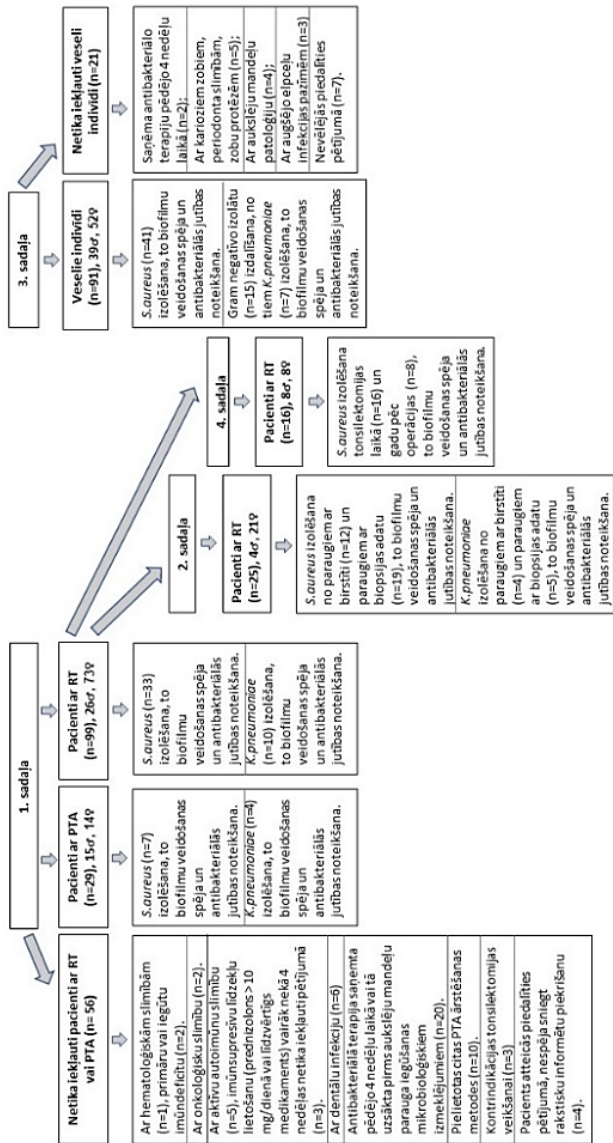 1. sadaļa
Netika iekļauti pacienti ar RT
vai PTA (n= 56)
Ar hematoloģiskām slimībām
(n=1), primāru vai iegūtu
imūndeficītu (n=2).
Ar onkoloģisku slimību (n=2).
Ar aktīvu autoimūnu slimību
(n=5), imūnsupresīvu līdzekļu
lietošanu (prednizolons > 10
mg/dienā vai līdzvērtīgs
medikaments) vairāk nekā 4
nedēļas netika iekļauti pētījumā
(n=3).
Ar dentālu infekciju (n=6)
Antibakteriālā terapija saņemta
pēdējo 4 nedēļu laikā vai tā
uzsākta pirms aukslēju mandeļu
parauga iegūšanas
mikrobioloģiskiem
izmeklējumiem (n=20).
Pielietotas citas PTA ārstēšanas
metodes (n=10).
Kontrindikācijas tonsilektomijas
veikšanai (n=3)
Pacients atteicās piedalīties
pētījumā, nespēja sniegt
rakstisku informētu piekrišanu
(n=4).
Pacienti ar PTA
(n=29), 15♂, 14♀
S.aureus (n=7)
izolēšana, to
biofilmu veidošanas
spēja un
antibakteriālās
jutības noteikšana.
K.pneumoniae (n=4)
izolēšana, to
biofilmu veidošanas
spēja un
antibakteriālās
jutības noteikšana.
Pacienti ar RT
(n=99), 26♂, 73♀
S.aureus (n=33)
izolēšana, to
biofilmu
veidošanas spēja
un antibakteriālās
jutības noteikšana.
K.pneumoniae
(n=10) izolēšana,
to biofilmu
veidošanas spēja
un antibakteriālās
jutības noteikšana.
2. sadaļa
Pacienti ar RT
(n=25), 4♂, 21♀
S.aureus izolēšana
no paraugiem ar
birstīti (n=12) un
paraugiem ar
biopsijas adatu
(n=19), to biofilmu
veidošanas spēja un
antibakteriālās
jutības noteikšana.
K.pneumoniae
izolēšana no
paraugiem ar birstīti
(n=4) un paraugiem
ar biopsijas adatu
(n=5), to biofilmu
veidošanas spēja un
antibakteriālās
jutības noteikšana.
4. sadaļa
Pacienti ar RT
(n=16), 8♂, 8♀
S.aureus izolēšana
tonsilektomijas
laikā (n=16) un
gadu pēc
operācijas (n=8),
to biofilmu
veidošanas spēja
un antibakteriālās
jutības noteikšana.
3. sadaļa
Veselie indivīdi
(n=91), 39♂, 52♀
S.aureus (n=41)
izolēšana, to biofilmu
veidošanas spēja un
antibakteriālās jutības
noteikšana.
Gram negatīvo izolātu
(n=15) izdalīšana, no
tiem K.pneumoniae
(n=7) izolēšana, to
biofilmu veidošanas
spēja un
antibakteriālās jutības
noteikšana.
Netika iekļauti veseli
indivīdi (n=21)
Saņēma antibakteriālo
terapiju pēdējo 4 nedēļu
laikā (n=2);
Ar karioziem zobiem,
periodonta slimībām,
zobu protēzēm (n=5);
Ar aukslēju mandeļu
patoloģiju (n=4);
Ar augšējo elpceļu
infekcijas pazīmēm (n=3)
Nevēlējās piedalīties
pētījumā (n=7).